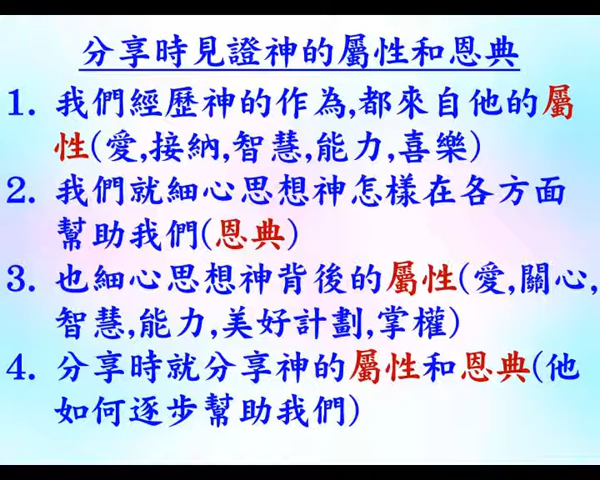 分享時見證神的屬性和恩典
1. 我們經歷神的作為,都來自他的屬
性(愛,接納,智慧,能力,喜樂)
2. 我們就細心思想神怎樣在各方面
幫助我們(恩典)
3. 也細心思想神背後的屬性(愛,關心,
智慧,能力,美好計劃,掌權)
4. 分享時就分享神的屬性和恩典(他
如何逐步幫助我們)